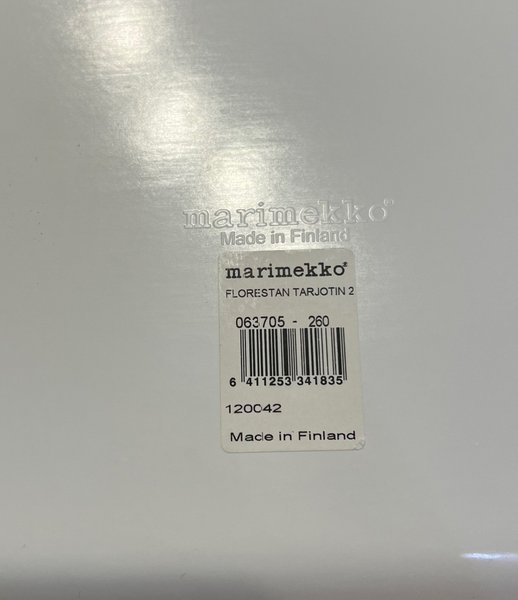 marimekko®
Made in Finland
marimekko®
FLORESTAN TARJOTIN 2
063705 - 260
6 411253 341835
120042
Made in Finland